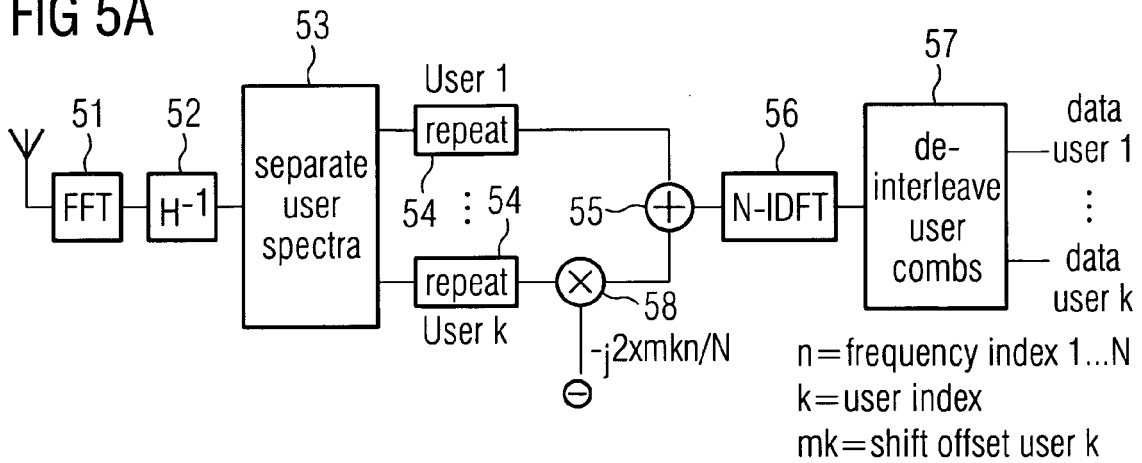 FIG 5A
53
57
User 1
51
52
56
data
user 1
repeat
separate
user
spectra
de-
interleave
user
combs
FFT
H-1
54
⋮
54
55
+
N-IDFT
⋮
repeat
×
58
data
user k
User k
-j2xmkn/N
n=frequency index 1...N
k=user index
mk=shift offset user k